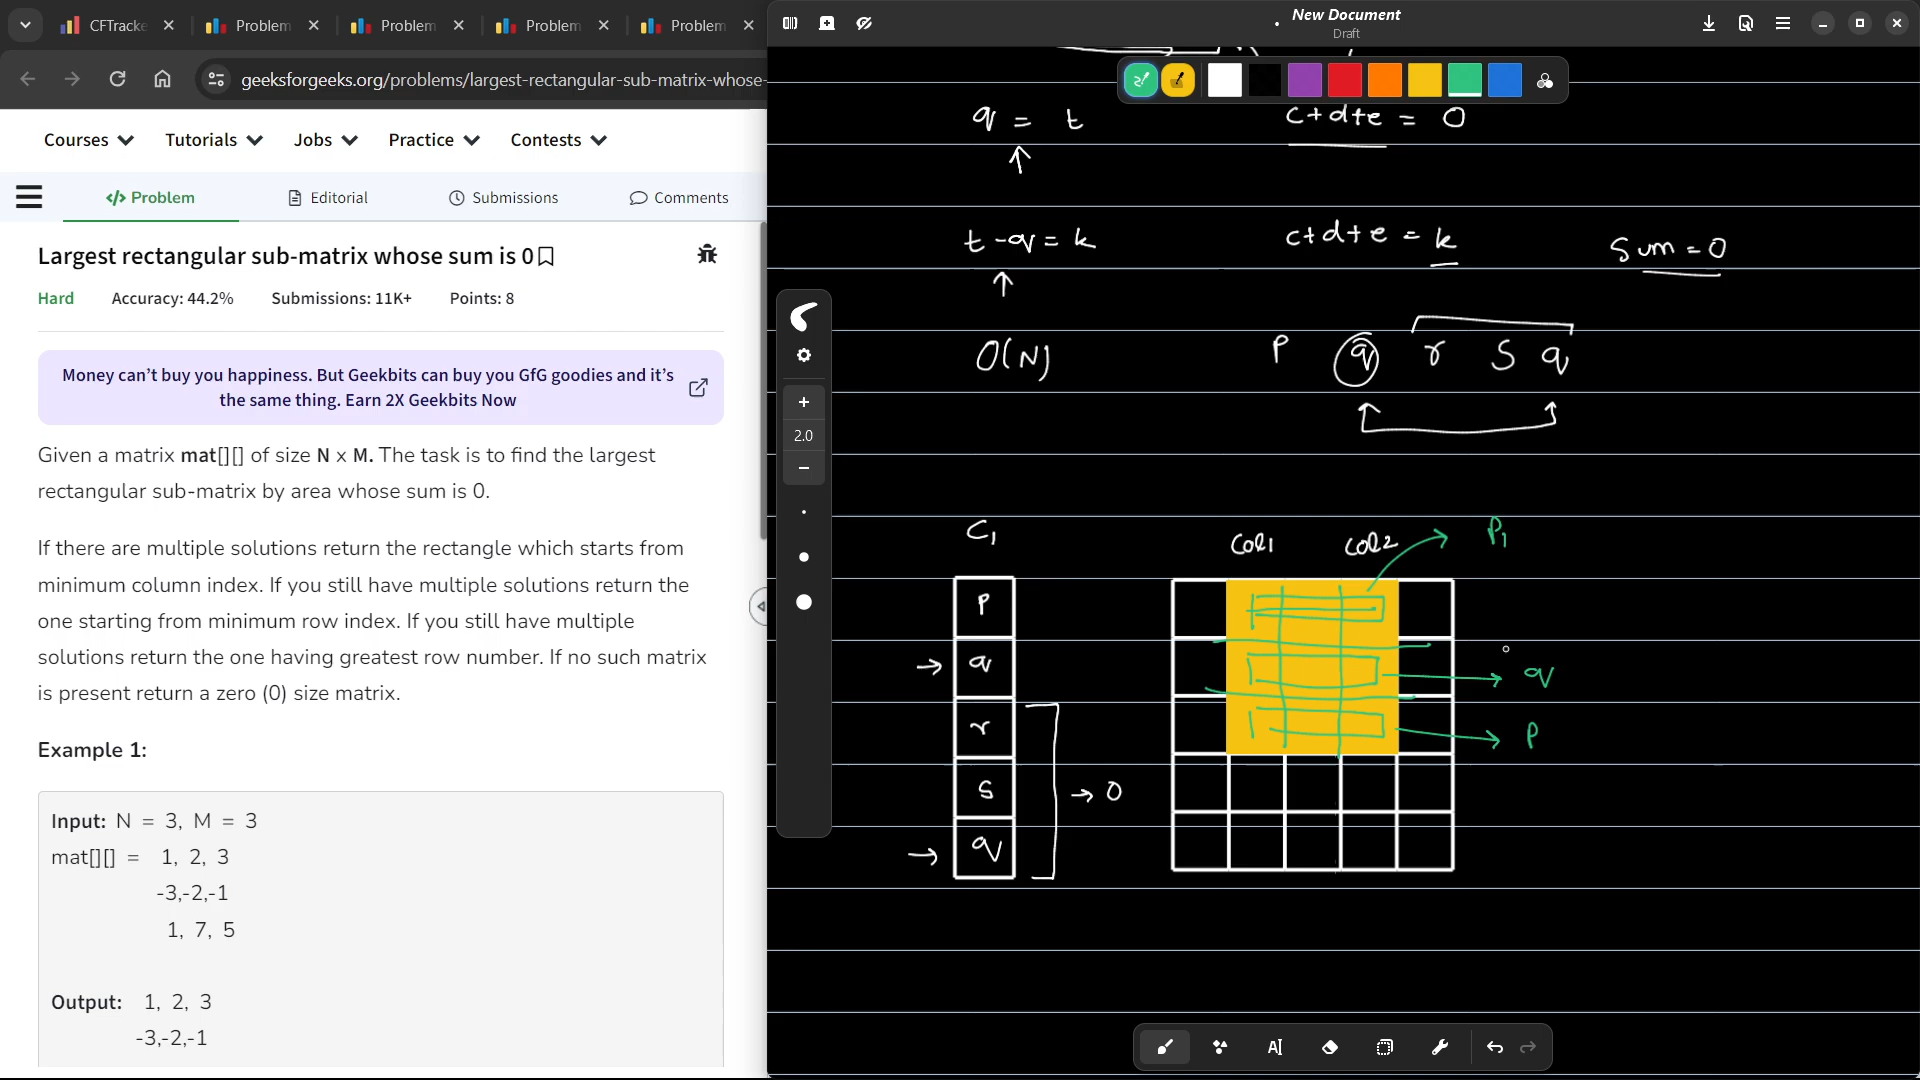 CFTracke
Problem
Problem
Problem
Problem
geeksforgeeks.org/problems/largest-rectangular-sub-matrix-whose-
Courses
Tutorials
Jobs
Practice
Contests
</> Problem
Editorial
Submissions
Comments
Largest rectangular sub-matrix whose sum is 0
Hard
Accuracy: 44.2%
Submissions: 11K+
Points: 8
Money can’t buy you happiness. But Geekbits can buy you GfG goodies and it’s
the same thing. Earn 2X Geekbits Now
Given a matrix mat[][] of size N x M. The task is to find the largest
rectangular sub-matrix by area whose sum is 0.
If there are multiple solutions return the rectangle which starts from
minimum column index. If you still have multiple solutions return the
one starting from minimum row index. If you still have multiple
solutions return the one having greatest row number. If no such matrix
is present return a zero (0) size matrix.
Example 1:
Input: N = 3, M = 3
mat[][] = 1, 2, 3
-3,-2,-1
1, 7, 5
Output: 1, 2, 3
-3,-2,-1
New Document
Draft
q = t
c+d+e = 0
t-q = k
c+d+e = k
Sum = 0
O(N)
p q r s q
2.0
C1
Col1 Col2 P1
p
q
r
s
q
→ 0
q
p